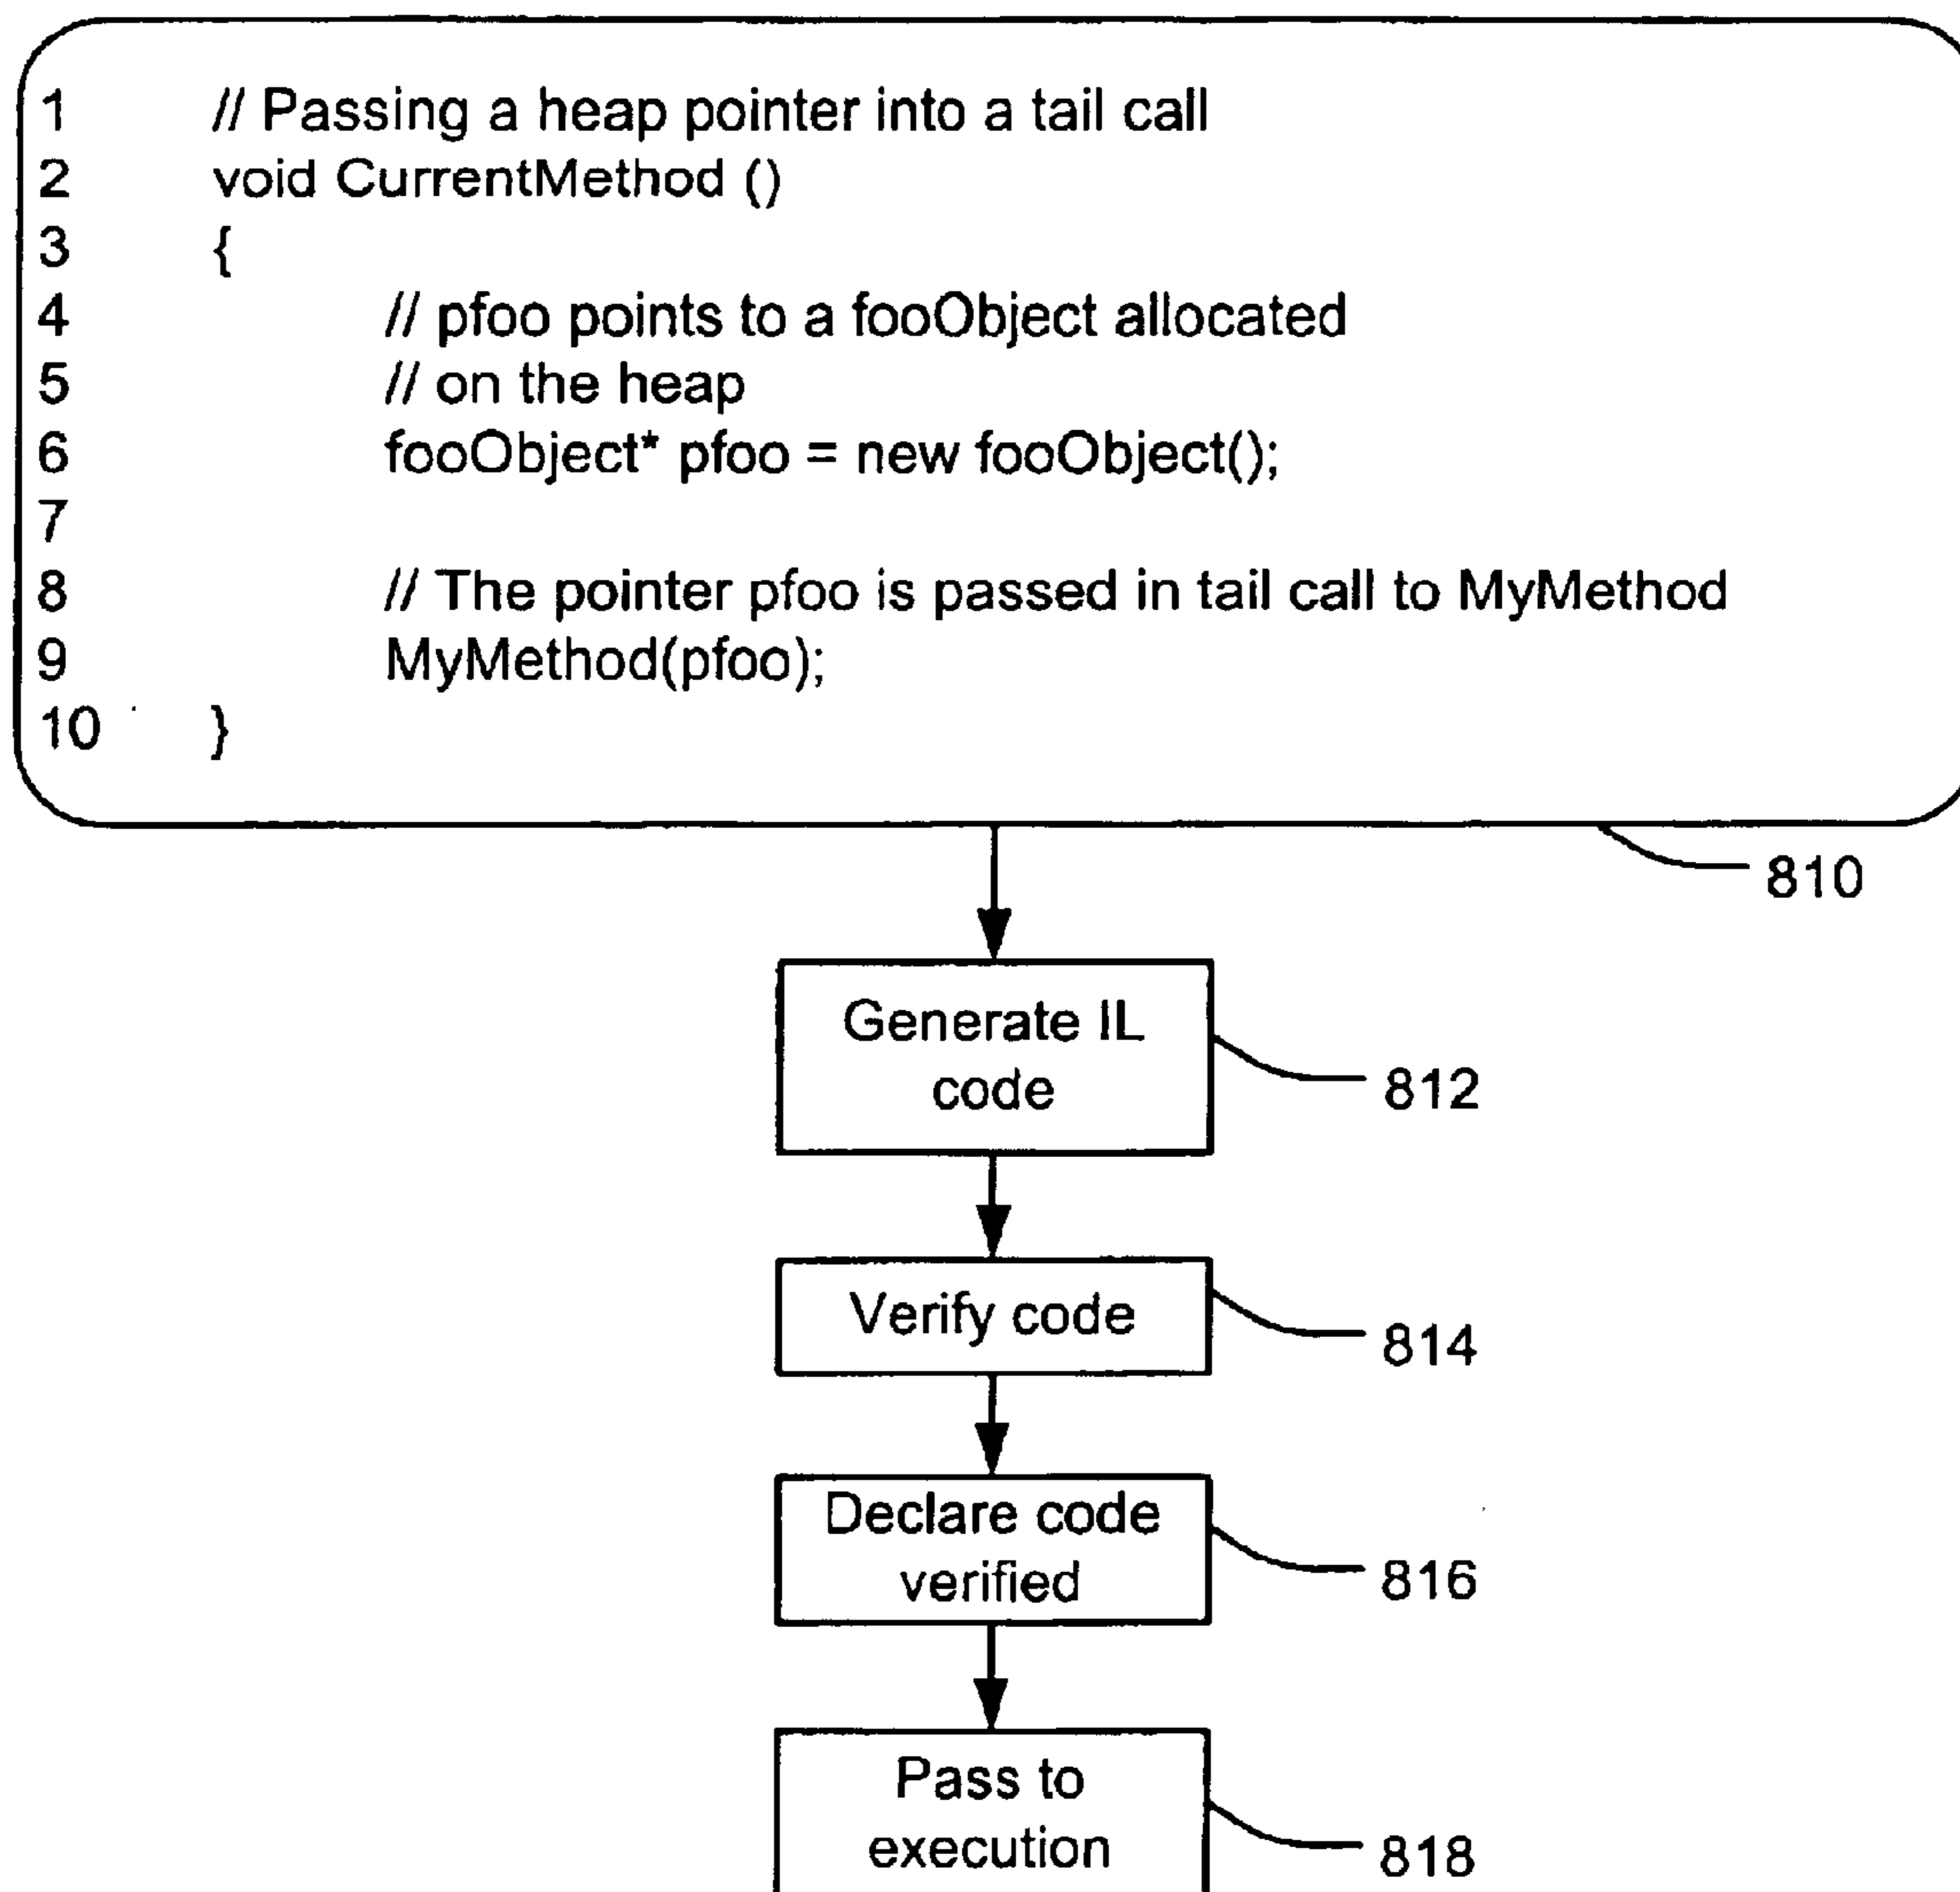 1 // Passing a heap pointer into a tail call
2 void CurrentMethod ()
3 {
4 // pfoo points to a fooObject allocated
5 // on the heap
6 fooObject* pfoo = new fooObject();
7
8 // The pointer pfoo is passed in tail call to MyMethod
9 MyMethod(pfoo);
10 }
810
Generate IL
code
812
Verify code
814
Declare code
verified
816
Pass to
execution
818